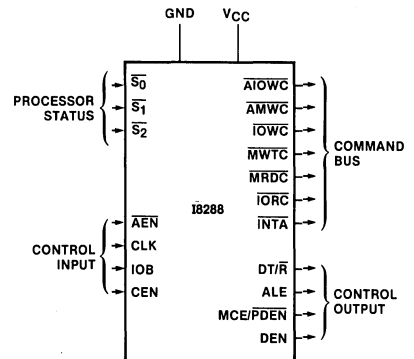 GND VCC
S0
S1
S2
PROCESSOR
STATUS
AIOWC
AMWC
IOWC
MWTC
MRDC
IORC
INTA
COMMAND
BUS
I8288
AEN
CLK
IOB
CEN
CONTROL
INPUT
DT/R
ALE
MCE/PDEN
DEN
CONTROL
OUTPUT